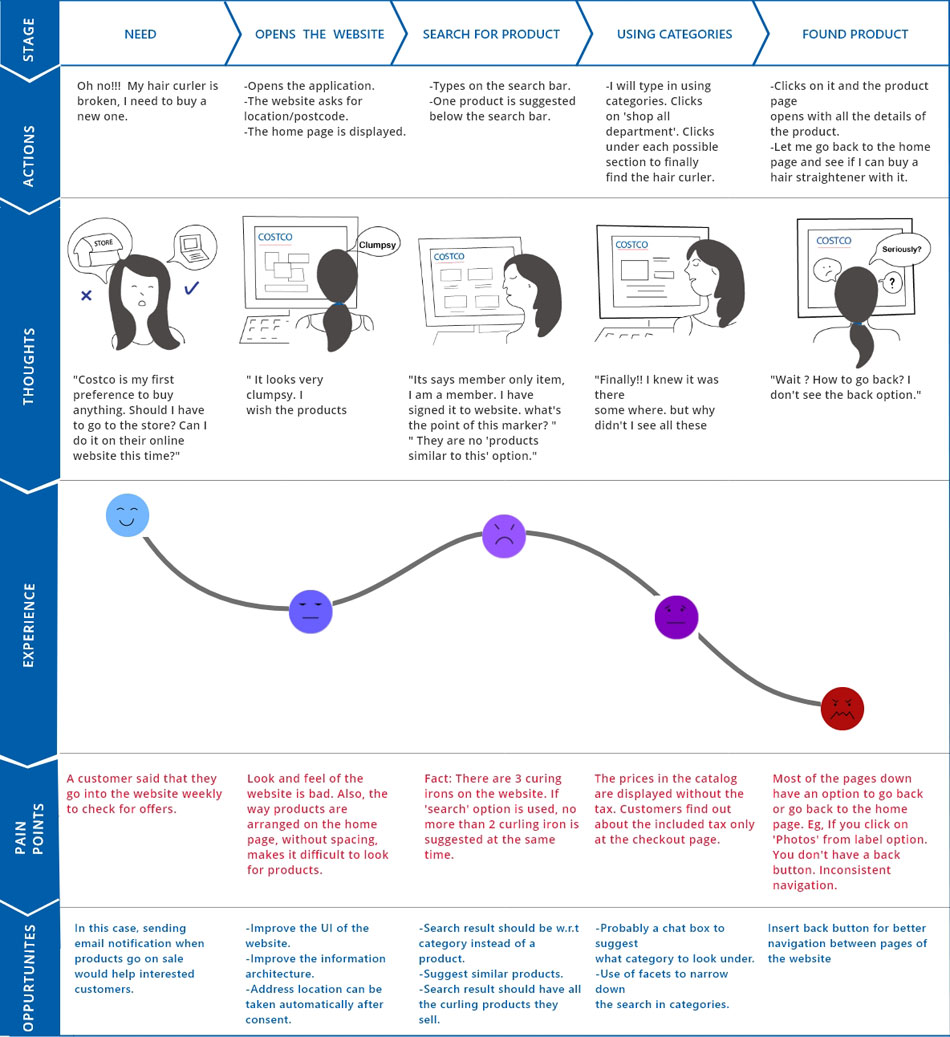 STAGE
NEED
OPENS THE WEBSITE
SEARCH FOR PRODUCT
USING CATEGORIES
FOUND PRODUCT
ACTIONS
Oh no!!! My hair curler is
broken, I need to buy a
new one.
-Opens the application.
-The website asks for
location/postcode.
-The home page is displayed.
-Types on the search bar.
-One product is suggested
below the search bar.
-I will type in using
categories. Clicks
on 'shop all
department'. Clicks
under each possible
section to finally
find the hair curler.
-Clicks on it and the product
page
opens with all the details of
the product.
-Let me go back to the home
page and see if I can buy a
hair straightener with it.
THOUGHTS
STORE
COSTCO
Clumpsy
COSTCO
COSTCO
COSTCO
Seriously?
?
"Costco is my first
preference to buy
anything. Should I have
to go to the store? Can I
do it on their online
website this time?"
" It looks very
clumpsy. I
wish the products
"Its says member only item,
I am a member. I have
signed it to website. what's
the point of this marker? "
" They are no 'products
similar to this' option."
"Finally!! I knew it was
there
some where. but why
didn't I see all these
"Wait ? How to go back? I
don't see the back option."
EXPERIENCE
PAIN
POINTS
A customer said that they
go into the website weekly
to check for offers.
Look and feel of the
website is bad. Also, the
way products are
arranged on the home
page, without spacing,
makes it difficult to look
for products.
Fact: There are 3 curing
irons on the website. If
'search' option is used, no
more than 2 curling iron is
suggested at the same
time.
The prices in the catalog
are displayed without the
tax. Customers find out
about the included tax only
at the checkout page.
Most of the pages down
have an option to go back
or go back to the home
page. Eg, If you click on
'Photos' from label option.
You don't have a back
button. Inconsistent
navigation.
OPPURTUNITES
In this case, sending
email notification when
products go on sale
would help interested
customers.
-Improve the UI of the
website.
-Improve the information
architecture.
-Address location can be
taken automatically after
consent.
-Search result should be w.r.t
category instead of a
product.
-Suggest similar products.
-Search result should have all
the curling products they
sell.
-Probably a chat box to
suggest
what category to look under.
-Use of facets to narrow
down
the search in categories.
Insert back button for better
navigation between pages of
the website